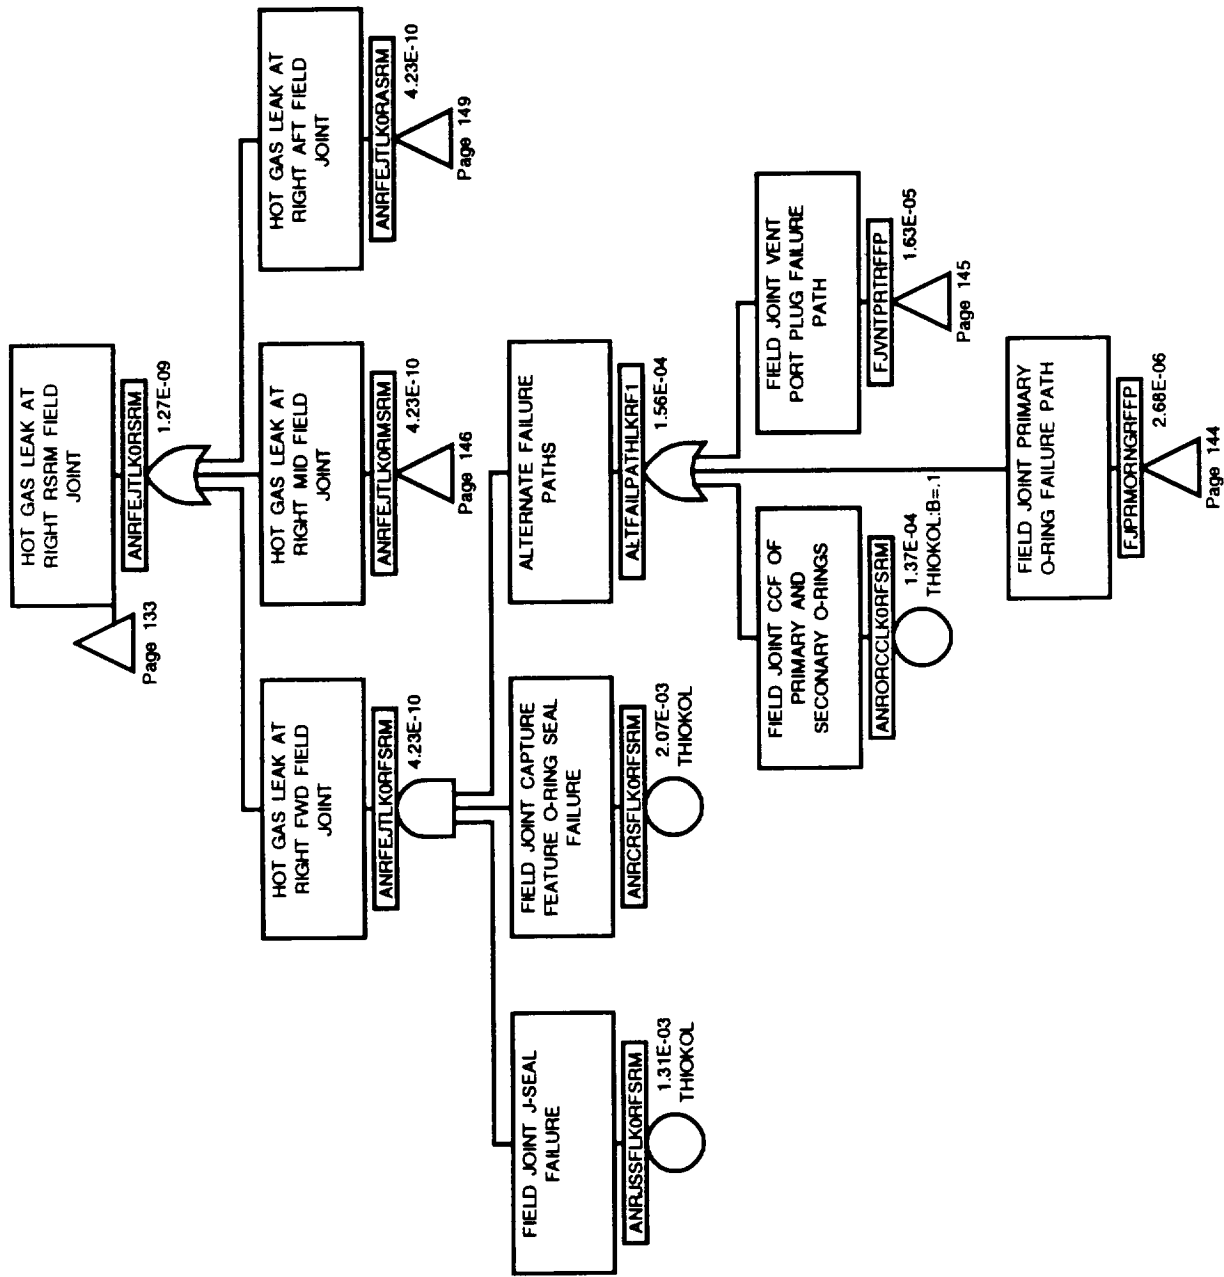 HOT GAS LEAK AT
RIGHT RSRM FIELD
JOINT
ANRFEJTLK0RSRM
1.27E-09
Page 133
HOT GAS LEAK AT
RIGHT FWD FIELD
JOINT
ANRFEJTLK0RFSRM
4.23E-10
HOT GAS LEAK AT
RIGHT MID FIELD
JOINT
ANRFEJTLK0RMSRM
4.23E-10
Page 146
HOT GAS LEAK AT
RIGHT AFT FIELD
JOINT
ANRFEJTLK0RASRM
4.23E-10
Page 149
FIELD JOINT J-SEAL
FAILURE
ANRJSSFLK0RFSRM
1.31E-03
THIOKOL
FIELD JOINT CAPTURE
FEATURE O-RING SEAL
FAILURE
ANRCRSFLK0RFSRM
2.07E-03
THIOKOL
ALTERNATE FAILURE
PATHS
ALTFAILPATHLKRF1
1.56E-04
FIELD JOINT CCF OF
PRIMARY AND
SECONARY O-RINGS
ANRORCCLK0RFSRM
1.37E-04
THIOKOL:B=.1
FIELD JOINT VENT
PORT PLUG FAILURE
PATH
FJVNTPRTRFFP
1.63E-05
Page 145
FIELD JOINT PRIMARY
O-RING FAILURE PATH
FJPRMORNGRFFP
2.68E-06
Page 144